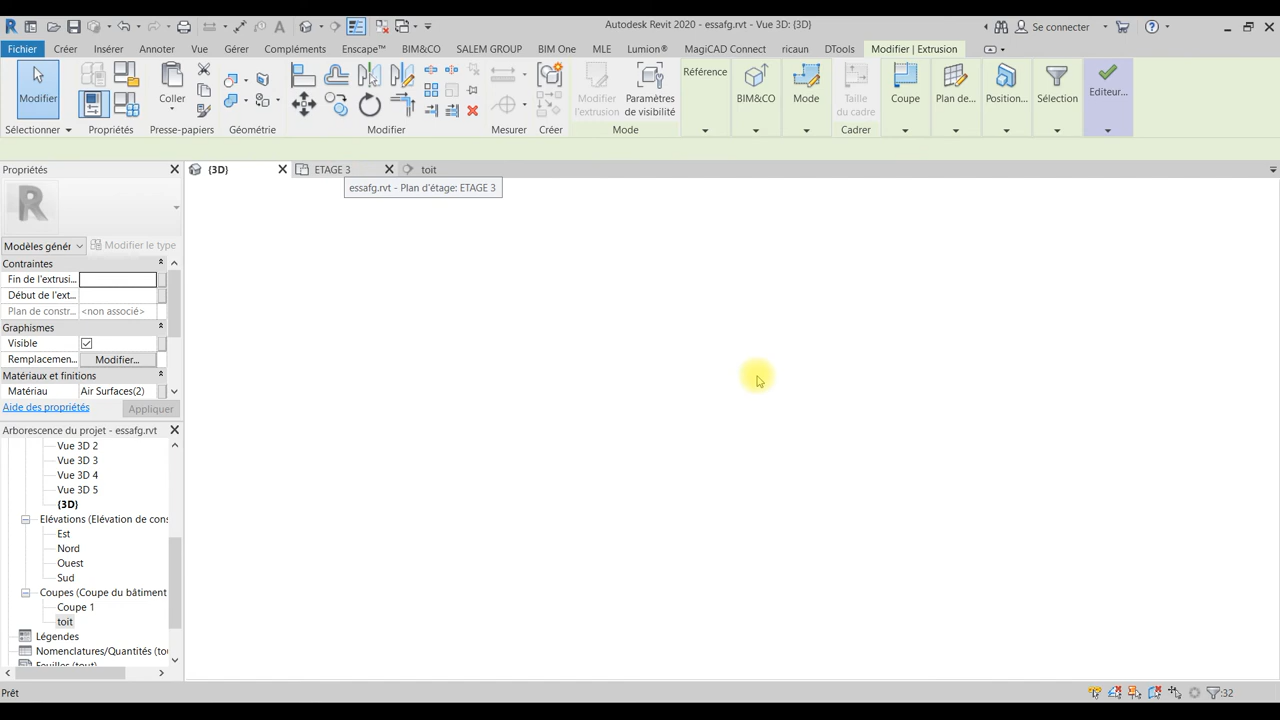 Autodesk Revit 2020 - essafg.rvt - Vue 3D: {3D}
Se connecter
Fichier Créer Insérer Annoter Vue Gérer Compléments Enscape™ BIM&CO SALEM GROUP BIM One MLE Lumion® MagiCAD Connect ricaun DTools Modifier | Extrusion
Modifier
Coller
Modifier l'extrusion
Paramètres de visibilité
Référence
BIM&CO
Mode
Taille du cadre
Coupe
Plan de...
Position...
Sélection
Editeur...
Sélectionner Propriétés Presse-papiers Géométrie Modifier Mesurer Créer Mode Cadrer
Propriétés
{3D} ETAGE 3 toit
essafg.rvt - Plan d'étage: ETAGE 3
Modèles génér
Modifier le type
Contraintes
Fin de l'extrusi...
Début de l'ext...
Plan de constr... <non associé>
Graphismes
Visible
Remplacemen... Modifier...
Matériaux et finitions
Matériau Air Surfaces(2)
Aide des propriétés Appliquer
Arborescence du projet - essafg.rvt
Vue 3D 2
Vue 3D 3
Vue 3D 4
Vue 3D 5
{3D}
Elévations (Elévation de cons
Est
Nord
Ouest
Sud
Coupes (Coupe du bâtiment
Coupe 1
toit
Légendes
Nomenclatures/Quantités (to
Feuilles (tout)
Prêt
:32